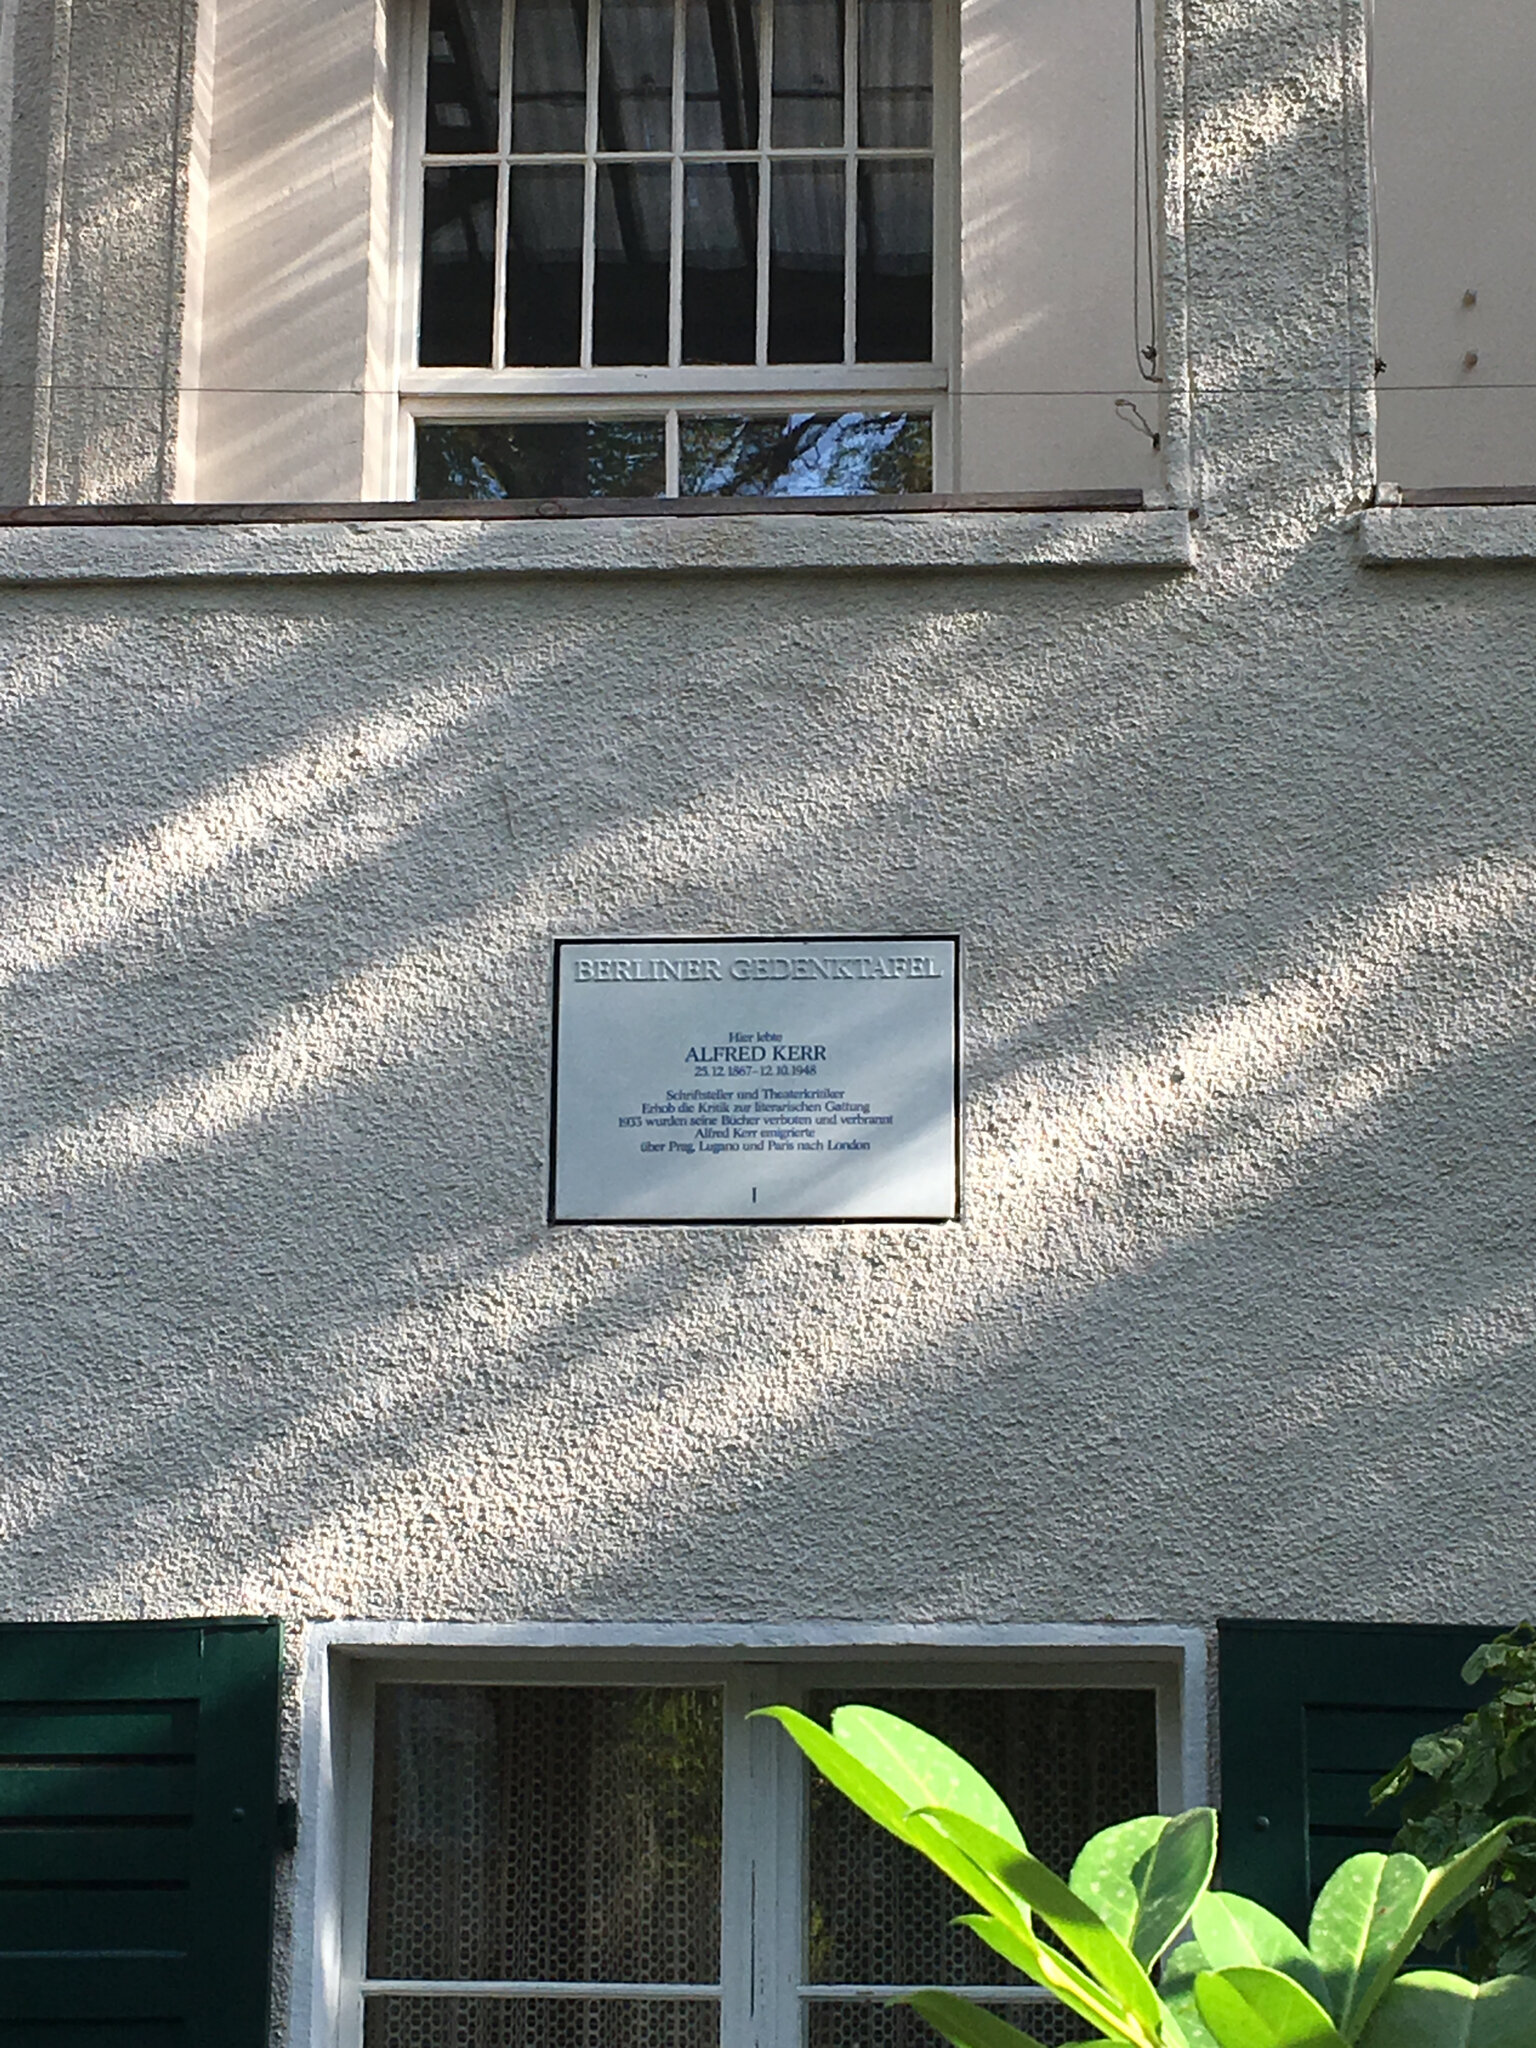 BERLINER GEDENKTAFEL
Hier lebte
ALFRED KERR
25.12.1867–12.10.1948
Schriftsteller und Theaterkritiker
Erhob die Kritik zur literarischen Gattung
1933 wurden seine Bücher verboten und verbrannt
Alfred Kerr emigrierte
über Prag, Lugano und Paris nach London